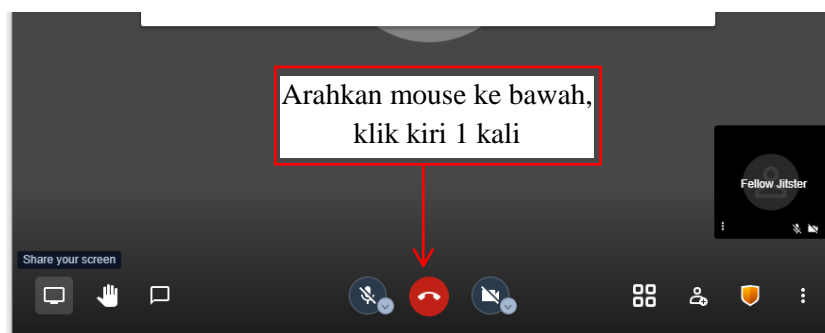 Arahkan mouse ke bawah,
klik kiri 1 kali
Fellow Jitster
Share your screen